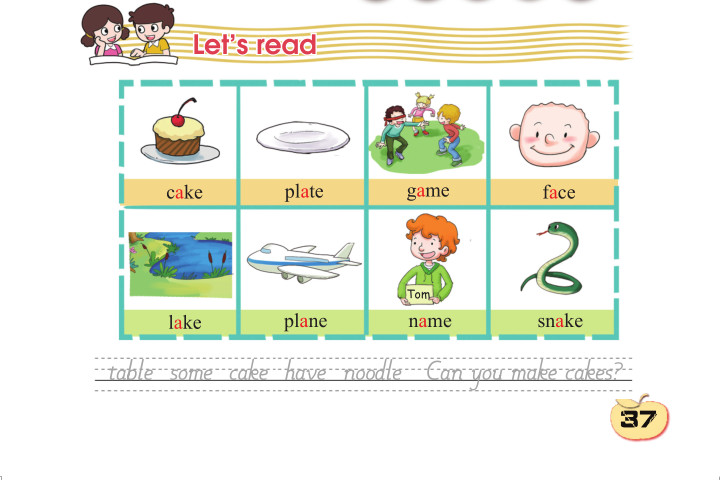 Let's read
cake plate game face
Tom
lake plane name snake
table some cake have noodle Can you make cakes?
37